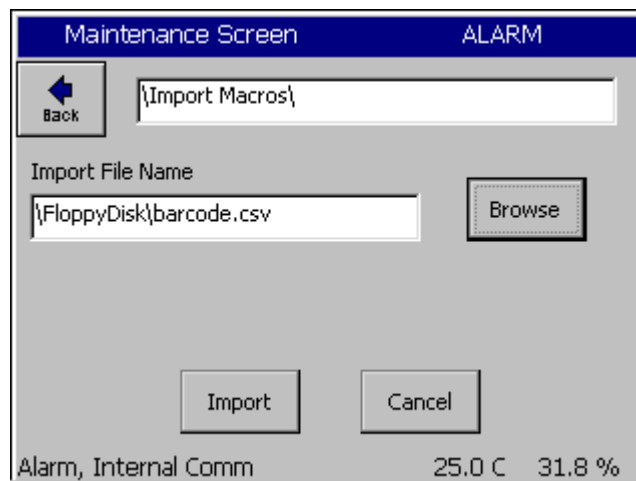 Maintenance Screen ALARM
Back
\Import Macros\
Import File Name
\FloppyDisk\barcode.csv
Browse
Import Cancel
Alarm, Internal Comm 25.0 C 31.8 %